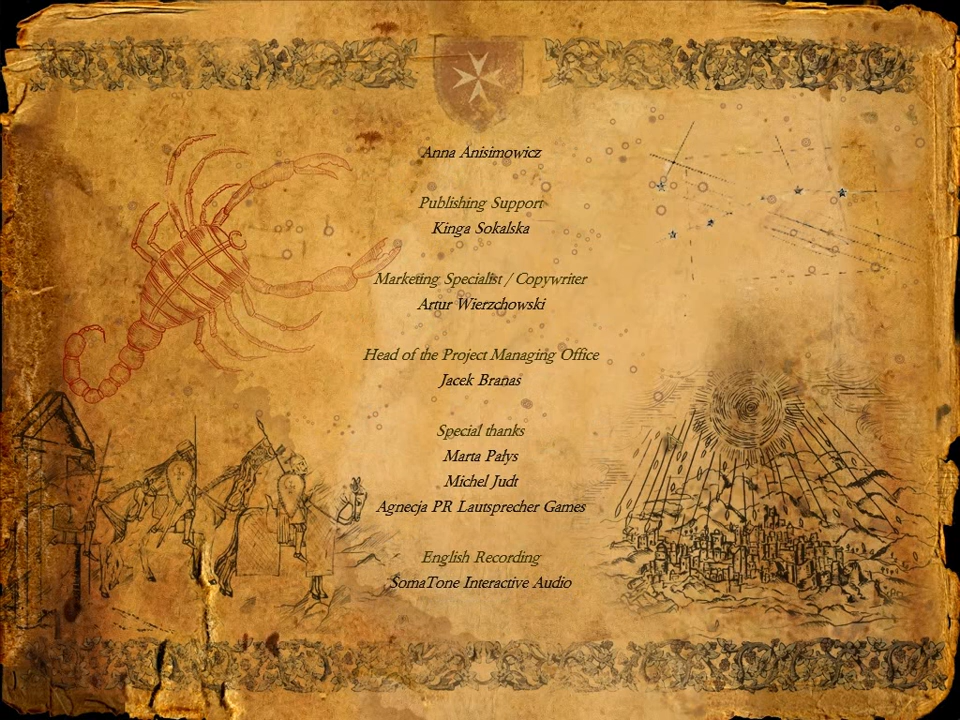 Anna Anisimowicz
Publishing Support
Kinga Sokalska
Marketing Specialist / Copywriter
Artur Wierzchowski
Head of the Project Managing Office
Jacek Branas
Special thanks
Marta Pałys
Michel Judt
Agnecja PR Lautsprecher Games
English Recording
SomaTone Interactive Audio